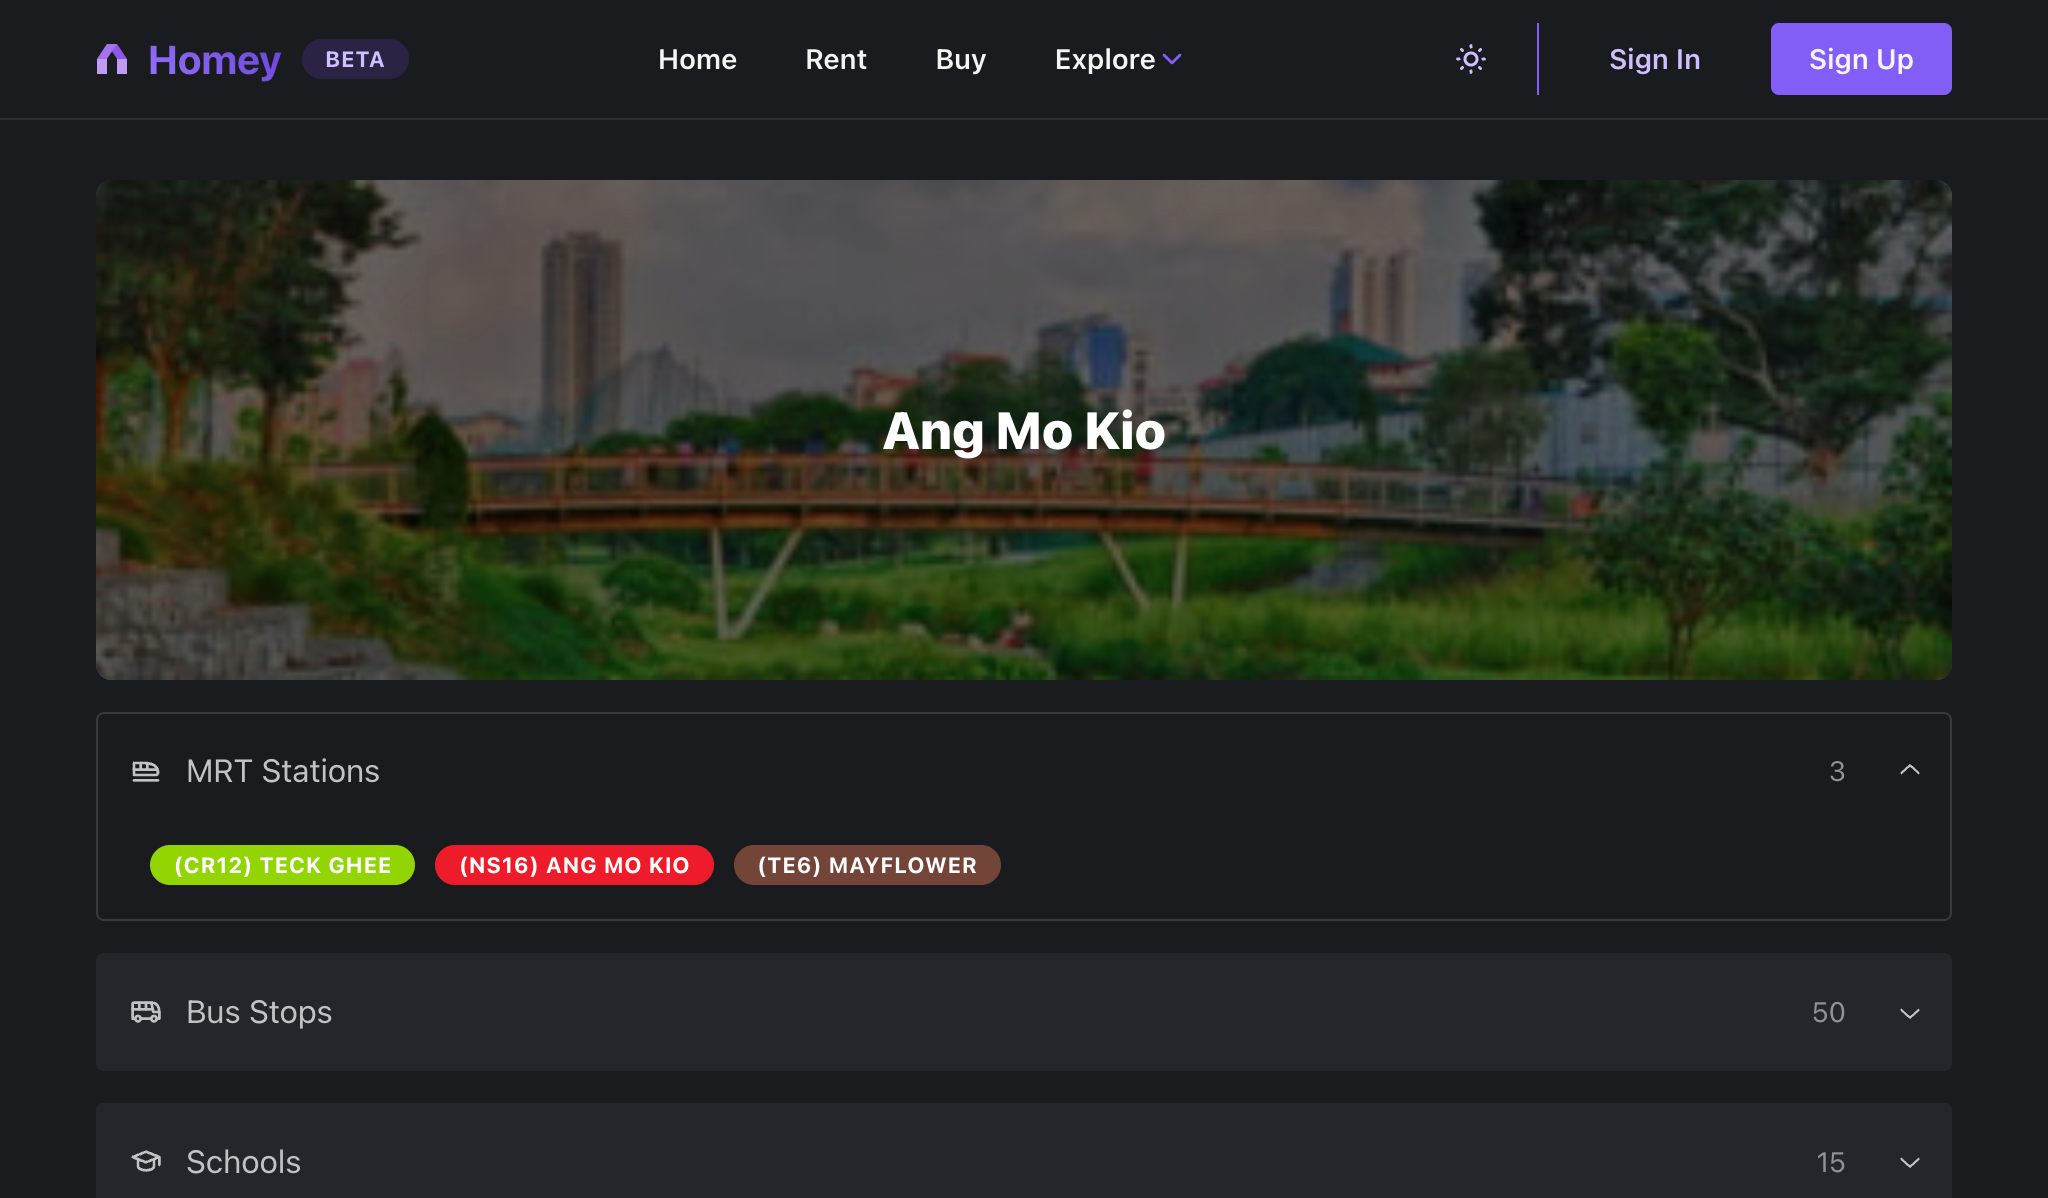 Homey BETA Home Rent Buy Explore Sign In Sign Up
Ang Mo Kio
MRT Stations 3
(CR12) TECK GHEE (NS16) ANG MO KIO (TE6) MAYFLOWER
Bus Stops 50
Schools 15